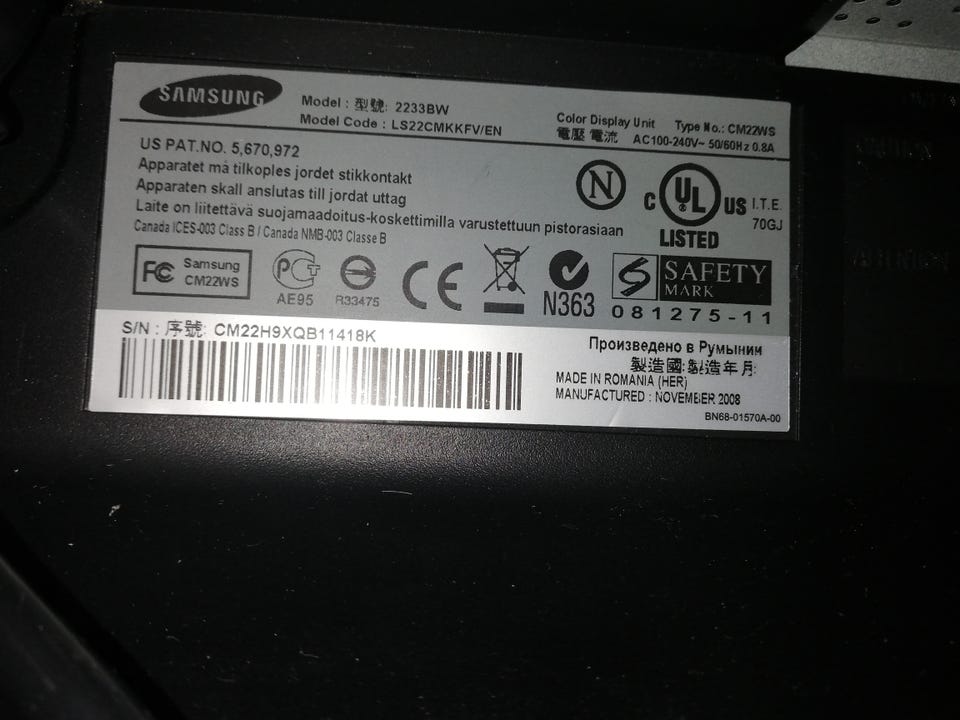 SAMSUNG
Model : 型號: 2233BW
Model Code : LS22CMKKFV/EN
Color Display Unit Type No.: CM22WS
電壓 電流 AC100-240V~ 50/60Hz 0.8A
US PAT.NO. 5,670,972
Apparatet må tilkoples jordet stikkontakt
Apparaten skall anslutas till jordat uttag
Laite on liitettävä suojamaadoitus-koskettimilla varustettuun pistorasiaan
Canada ICES-003 Class B / Canada NMB-003 Classe B
N
C UL US I.T.E.
70GJ
LISTED
FC Samsung
CM22WS
PCT
AE95
R33475
CE
N363
SAFETY
MARK
081275-11
S/N : 序號: CM22H9XQB11418K
Произведено в Румынии
製造國:製造年月:
MADE IN ROMANIA (HER)
MANUFACTURED : NOVEMBER 2008
BN68-01570A-00